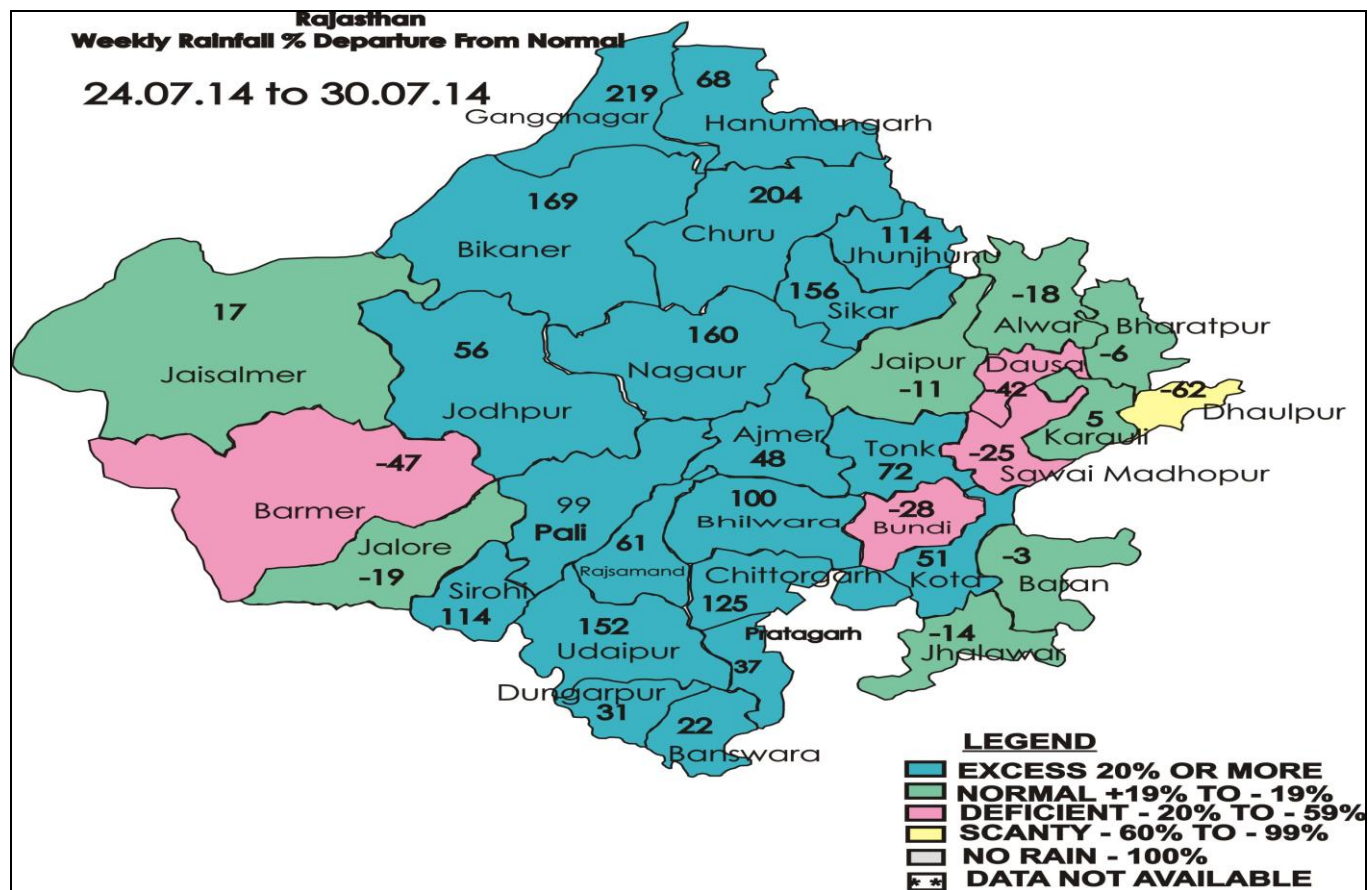 Rajasthan
Weekly Rainfall % Departure From Normal
24.07.14 to 30.07.14
219
Ganganagar
68
Hanumangarh
169
Bikaner
204
Churu
114
Jhunjhunu
156
Sikar
17
Jaisalmer
56
Jodhpur
160
Nagaur
Jaipur
-11
-18
Alwar
Bharatpur
-6
Dausa
-42
-62
Dhaulpur
5
Karauli
-25
Sawai Madhopur
Ajmer
48
Tonk
72
-47
Barmer
99
Pali
100
Bhilwara
-28
Bundi
Jalore
-19
61
Rajsamand
Chittorgarh
125
51
Kota
-3
Baran
Sirohi
114
152
Udaipur
Pratagarh
37
-14
Jhalawar
Dungarpur
31
22
Banswara
LEGEND
EXCESS 20% OR MORE
NORMAL +19% TO - 19%
DEFICIENT - 20% TO - 59%
SCANTY - 60% TO - 99%
NO RAIN - 100%
** DATA NOT AVAILABLE